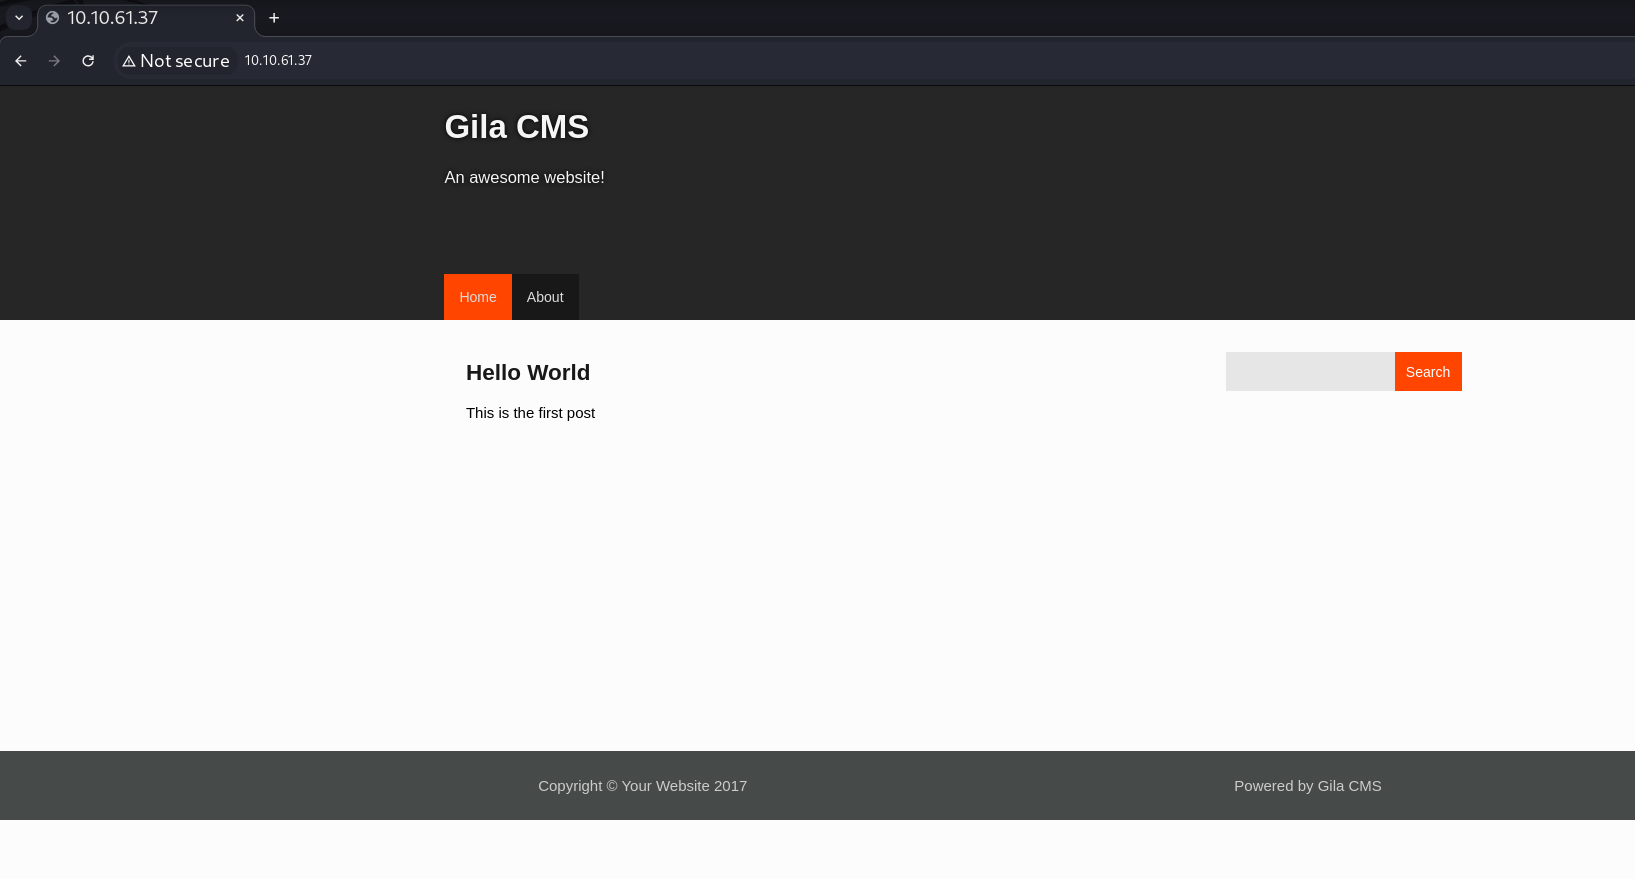 10.10.61.37
Not secure 10.10.61.37
Gila CMS
An awesome website!
Home About
Hello World
Search
This is the first post
Copyright © Your Website 2017 Powered by Gila CMS